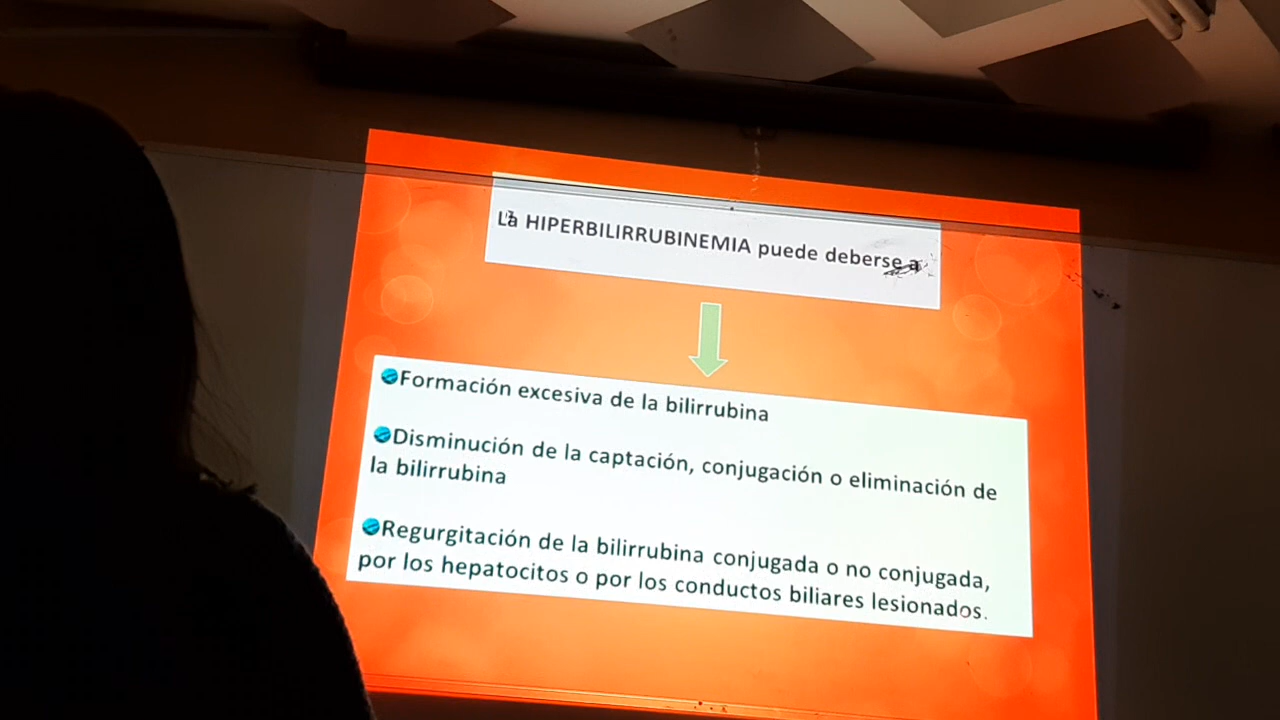 La HIPERBILIRRUBINEMIA puede deberse a
Formación excesiva de la bilirrubina
Disminución de la captación, conjugación o eliminación de
la bilirrubina
Regurgitación de la bilirrubina conjugada o no conjugada,
por los hepatocitos o por los conductos biliares lesionados.